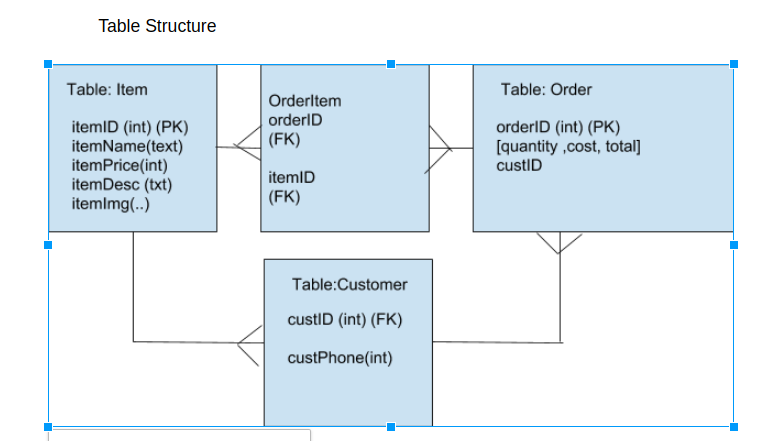 Table Structure
Table: Item
itemID (int) (PK)
itemName(text)
itemPrice(int)
itemDesc (txt)
itemImg(..)
OrderItem
orderID
(FK)
itemID
(FK)
Table: Order
orderID (int) (PK)
[quantity ,cost, total]
custID
Table:Customer
custID (int) (FK)
custPhone(int)